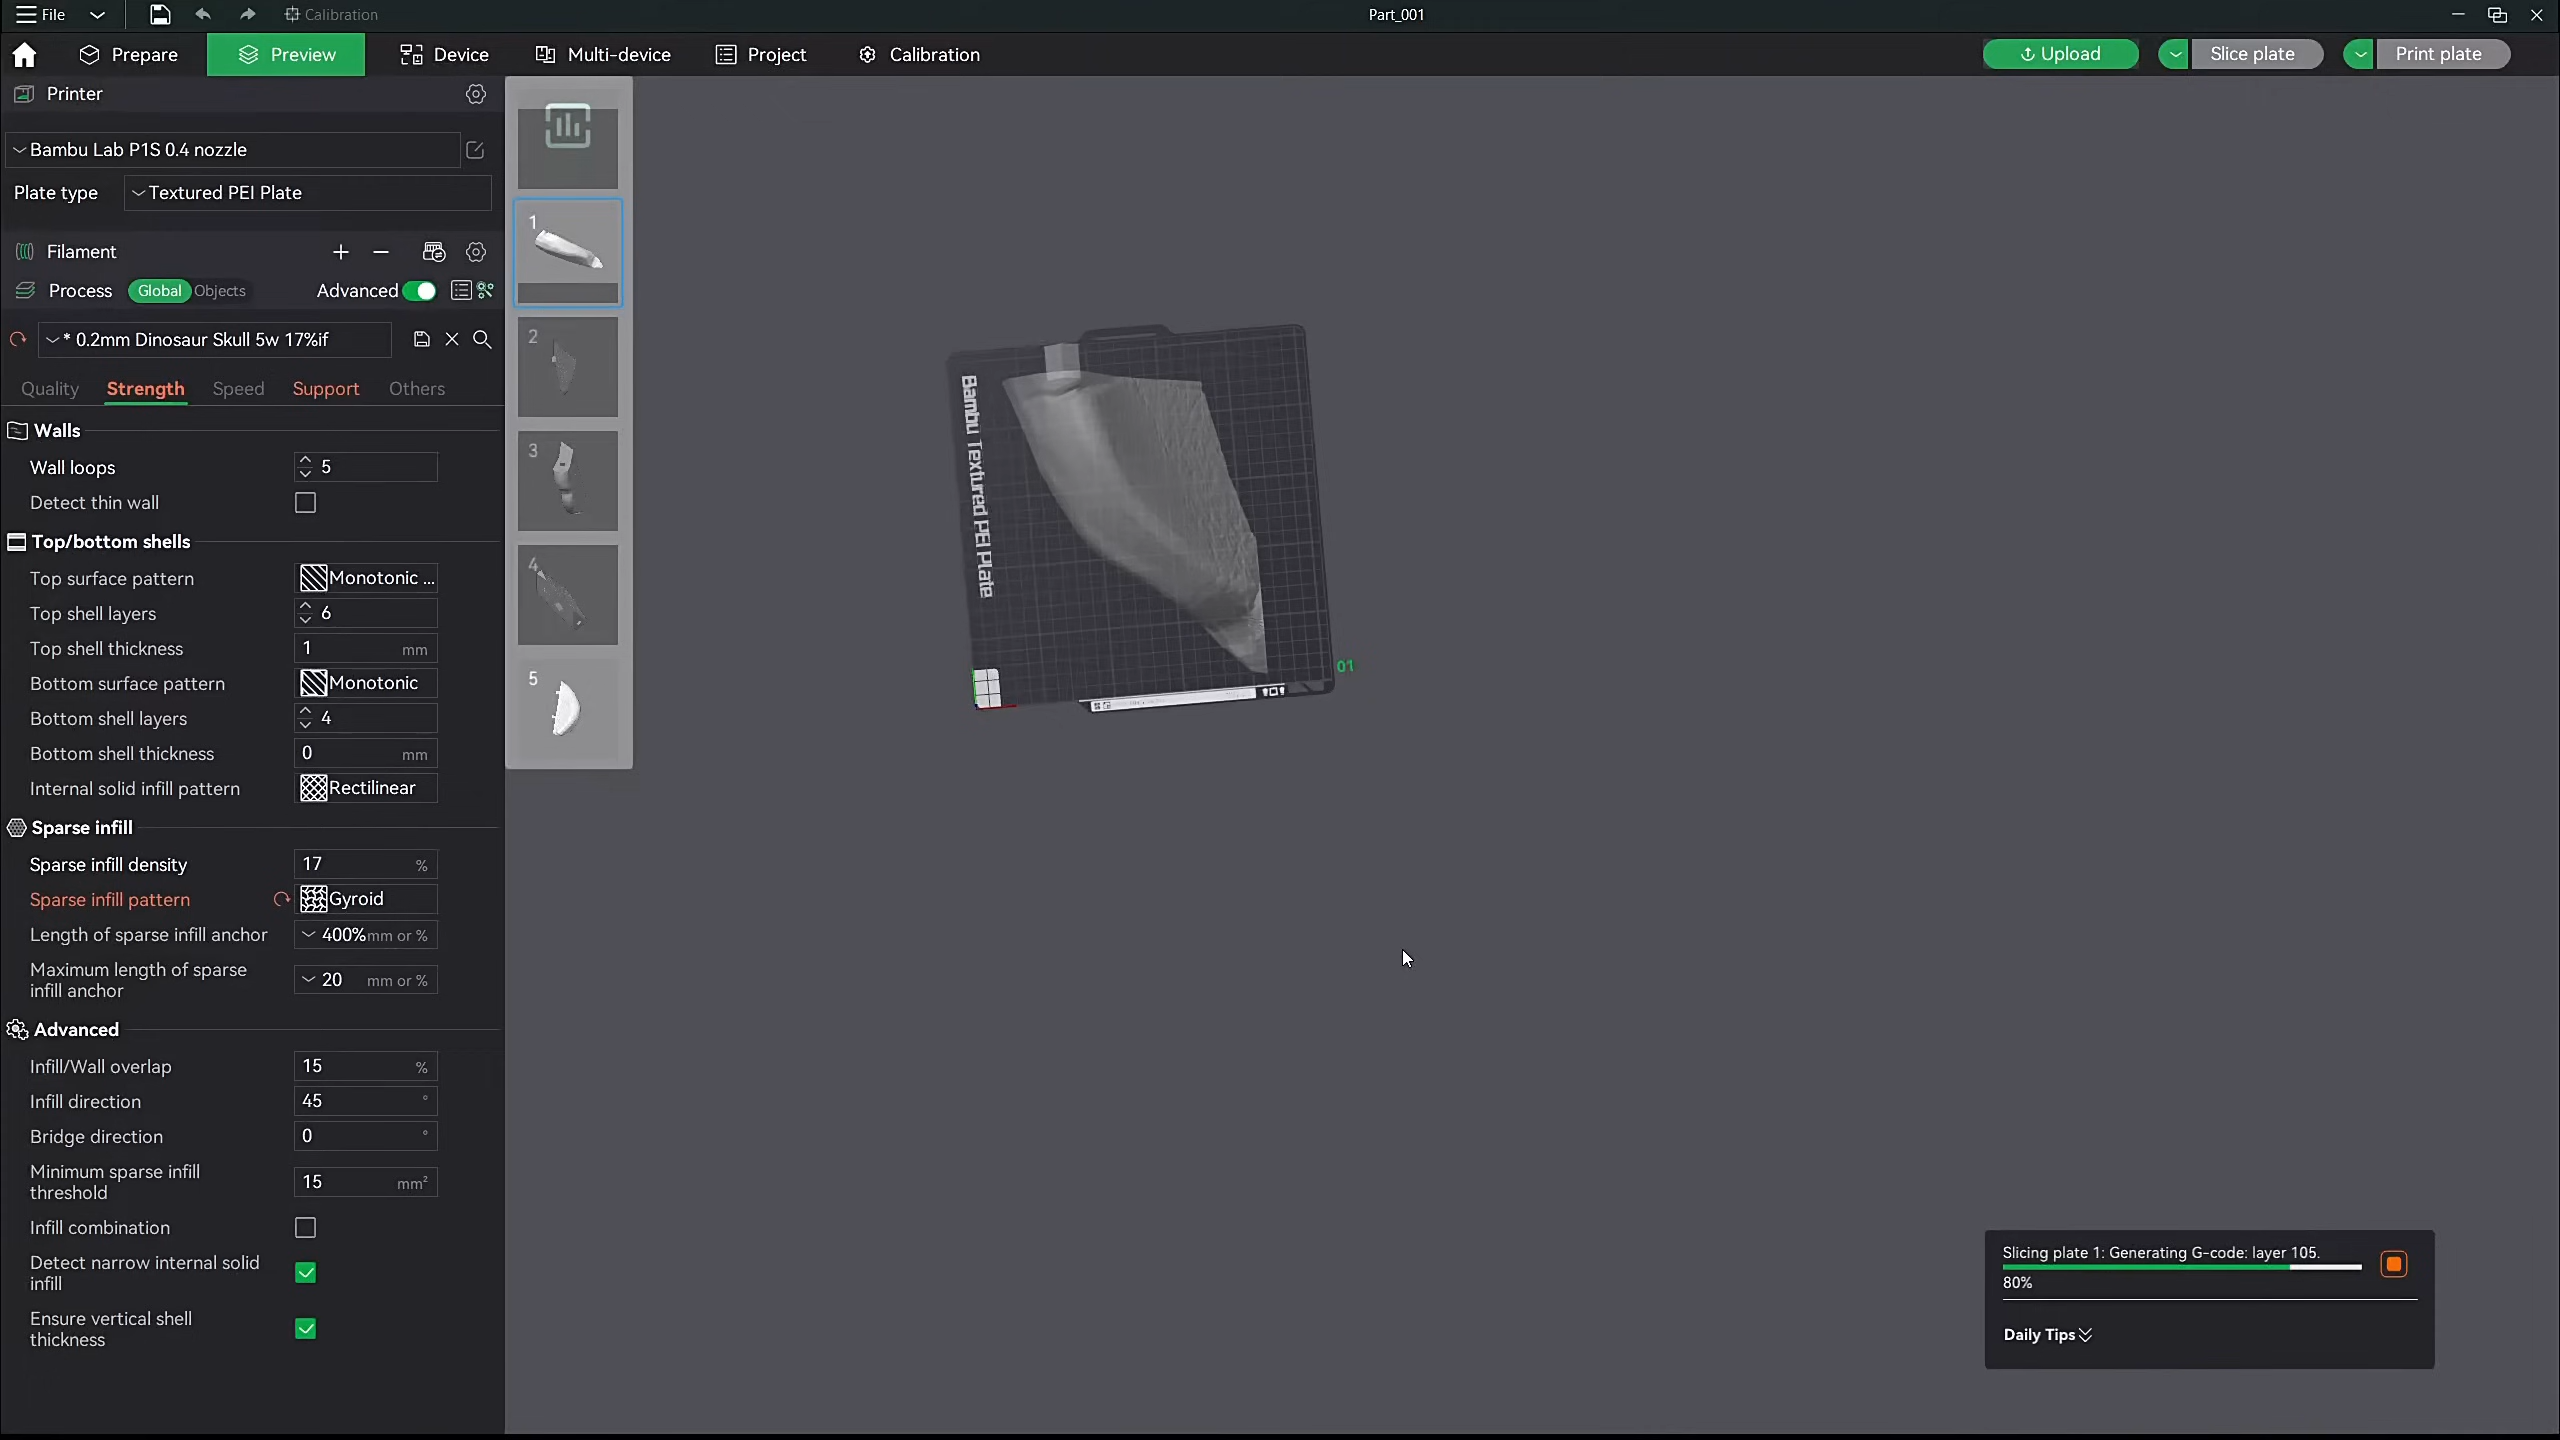 File
Calibration
Part_001
Prepare
Preview
Device
Multi-device
Project
Calibration
Upload
Slice plate
Print plate
Printer
Bambu Lab P1S 0.4 nozzle
Plate type
Textured PEI Plate
Filament
Process
Global
Objects
Advanced
* 0.2mm Dinosaur Skull 5w 17%if
Quality
Strength
Speed
Support
Others
Walls
Wall loops
5
Detect thin wall
Top/bottom shells
Top surface pattern
Monotonic ...
Top shell layers
6
Top shell thickness
1 mm
Bottom surface pattern
Monotonic
Bottom shell layers
4
Bottom shell thickness
0 mm
Internal solid infill pattern
Rectilinear
Sparse infill
Sparse infill density
17 %
Sparse infill pattern
Gyroid
Length of sparse infill anchor
400% mm or %
Maximum length of sparse
infill anchor
20 mm or %
Advanced
Infill/Wall overlap
15 %
Infill direction
45 °
Bridge direction
0 °
Minimum sparse infill
threshold
15 mm²
Infill combination
Detect narrow internal solid
infill
Ensure vertical shell
thickness
1
2
3
4
5
Bambu Textured PEI Plate
01
Slicing plate 1: Generating G-code: layer 105.
80%
Daily Tips